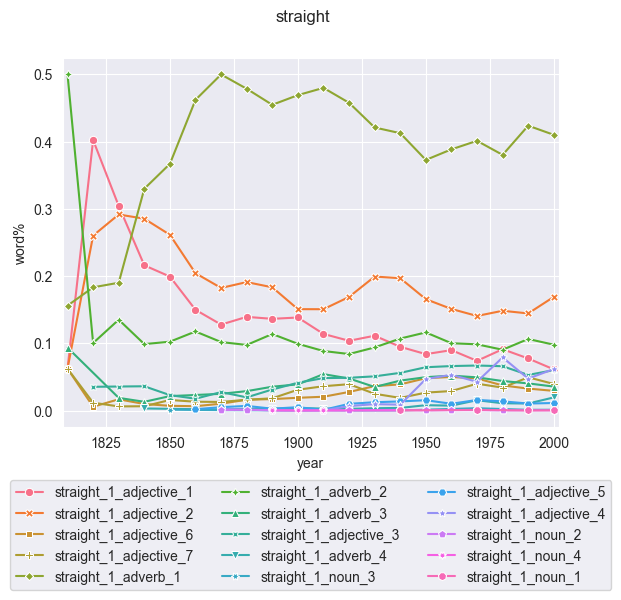 straight
0.5
0.4
0.3
0.2
0.1
0.0
word%
1825 1850 1875 1900 1925 1950 1975 2000
year
straight_1_adjective_1 straight_1_adverb_2 straight_1_adjective_5
straight_1_adjective_2 straight_1_adverb_3 straight_1_adjective_4
straight_1_adjective_6 straight_1_adjective_3 straight_1_noun_2
straight_1_adjective_7 straight_1_adverb_4 straight_1_noun_4
straight_1_adverb_1 straight_1_noun_3 straight_1_noun_1